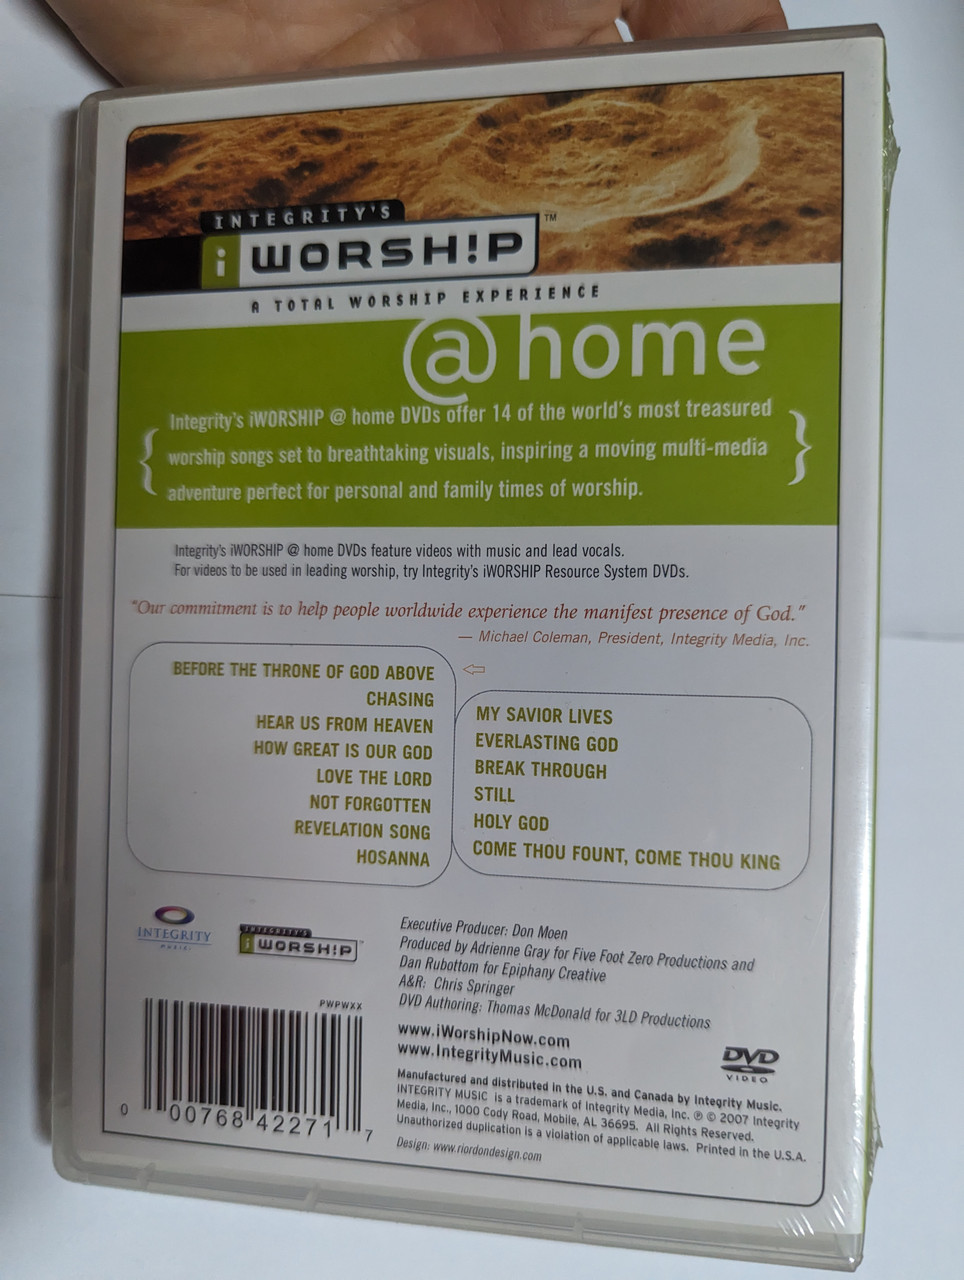 INTEGRITY'S
i WORSH!P ™
A TOTAL WORSHIP EXPERIENCE
@home
Integrity's iWORSHIP @ home DVDs offer 14 of the world's most treasured
worship songs set to breathtaking visuals, inspiring a moving multi-media
adventure perfect for personal and family times of worship.
Integrity's iWORSHIP @ home DVDs feature videos with music and lead vocals.
For videos to be used in leading worship, try Integrity's iWORSHIP Resource System DVDs.
"Our commitment is to help people worldwide experience the manifest presence of God."
— Michael Coleman, President, Integrity Media, Inc.
BEFORE THE THRONE OF GOD ABOVE
CHASING
HEAR US FROM HEAVEN
HOW GREAT IS OUR GOD
LOVE THE LORD
NOT FORGOTTEN
REVELATION SONG
HOSANNA
MY SAVIOR LIVES
EVERLASTING GOD
BREAK THROUGH
STILL
HOLY GOD
COME THOU FOUNT, COME THOU KING
INTEGRITY
MUSIC
INTEGRITY'S
i WORSH!P ™
Executive Producer: Don Moen
Produced by Adrienne Gray for Five Foot Zero Productions and
Dan Rubottom for Epiphany Creative
A&R: Chris Springer
DVD Authoring: Thomas McDonald for 3LD Productions
www.iWorshipNow.com
www.IntegrityMusic.com
PWPWXX
0 00768 42271 7
DVD
VIDEO
Manufactured and distributed in the U.S. and Canada by Integrity Music.
INTEGRITY MUSIC is a trademark of Integrity Media, Inc. ℗ © 2007 Integrity
Media, Inc., 1000 Cody Road, Mobile, AL 36695. All Rights Reserved.
Unauthorized duplication is a violation of applicable laws. Printed in the U.S.A.
Design: www.riordondesign.com